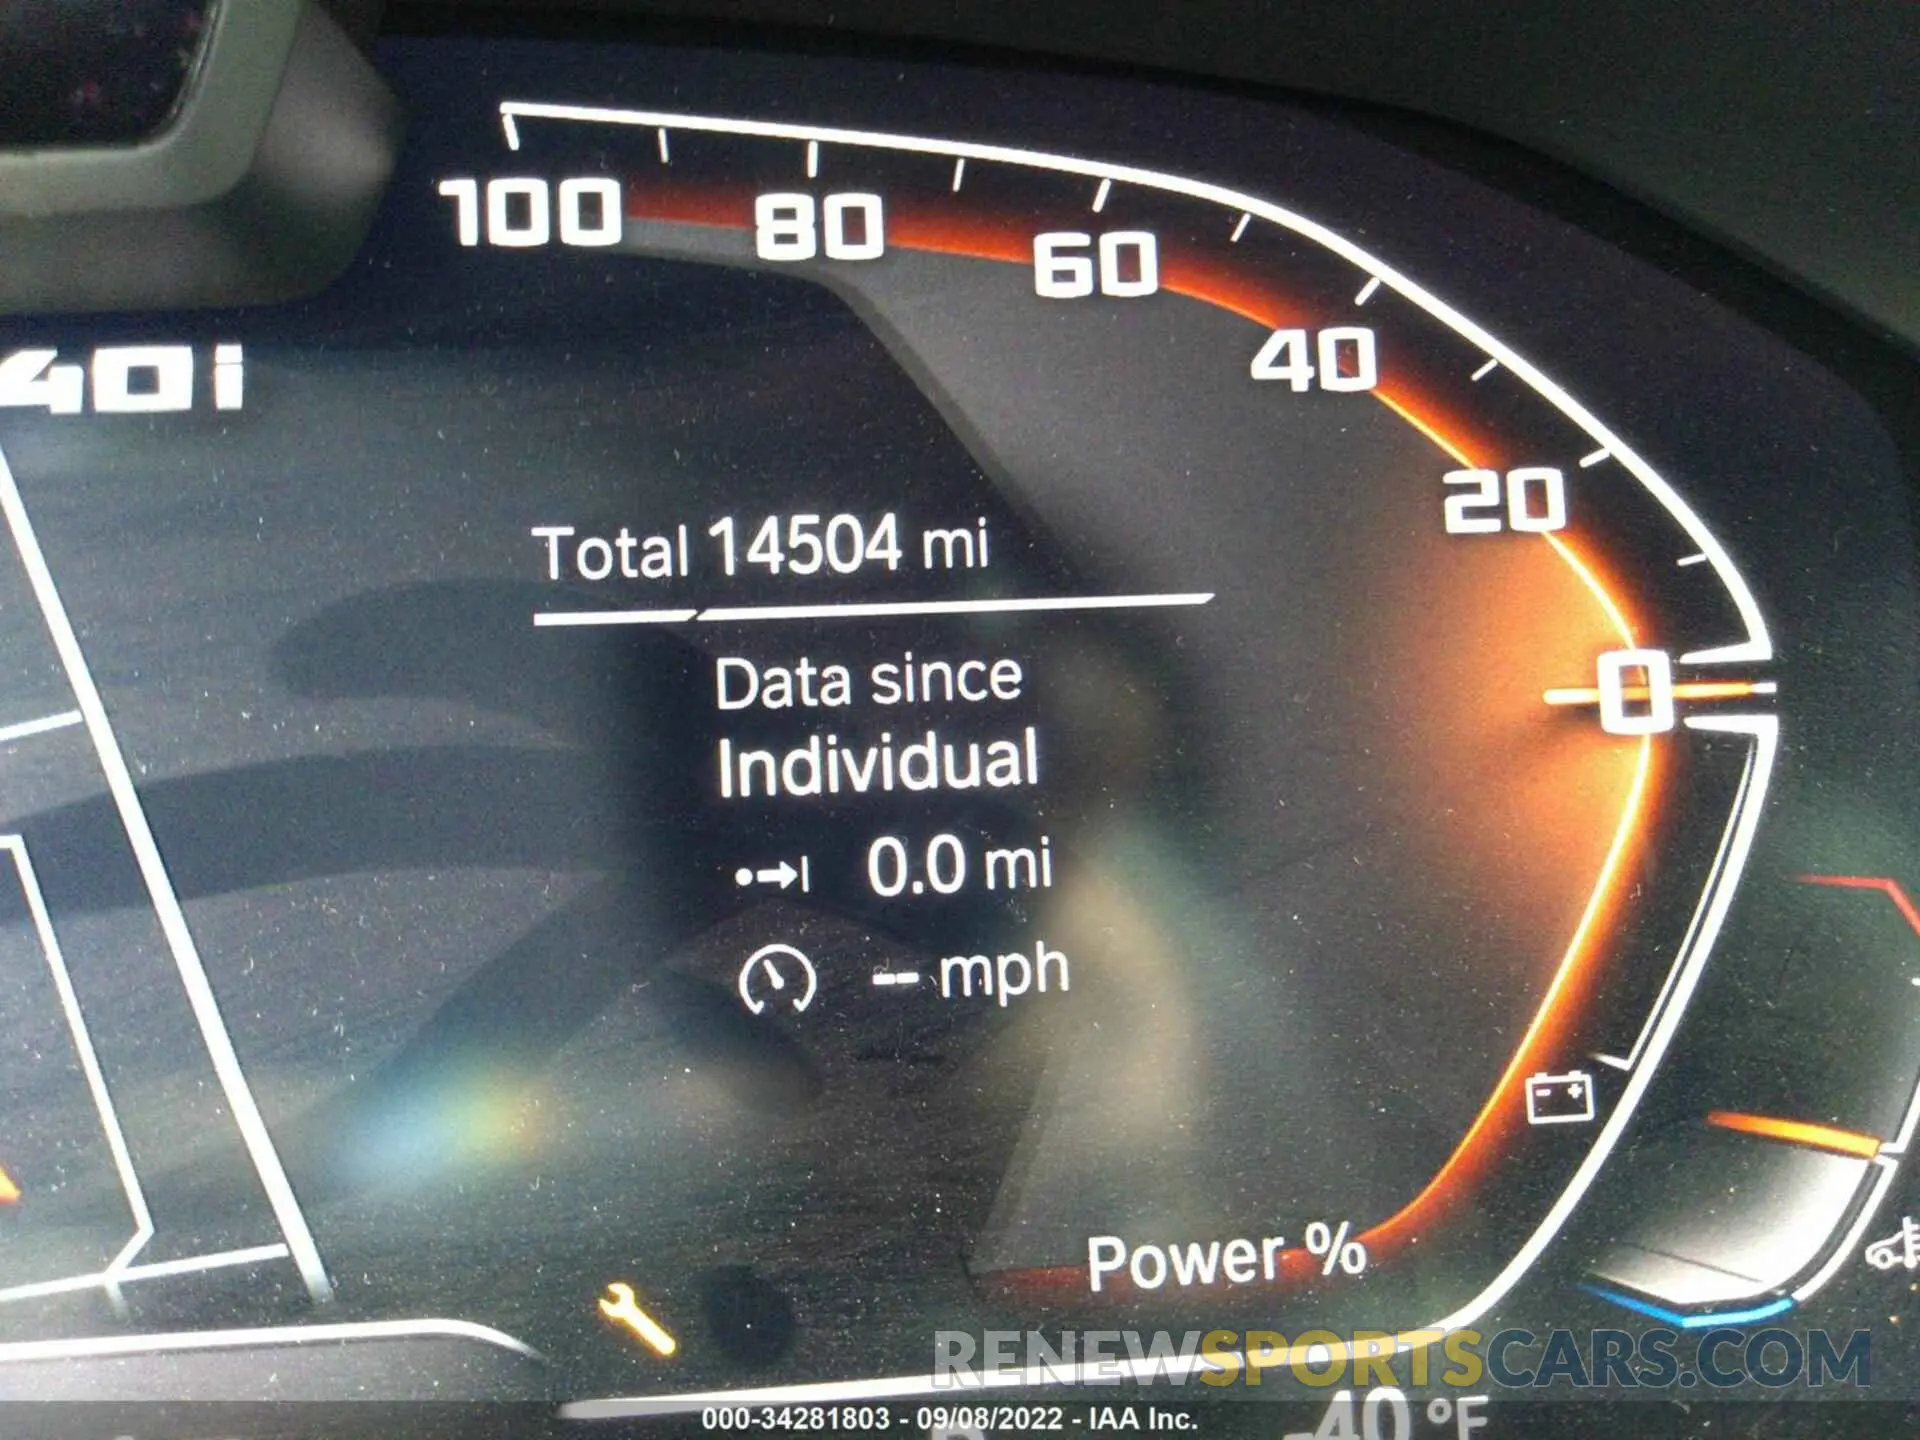 100 80 60
40
40i
20
Total 14504 mi
0
Data since
Individual
0.0 mi
-- mph
Power %
RENEWSPORTSCARS.COM
-40 °F
000-34281803 - 09/08/2022 - IAA Inc.